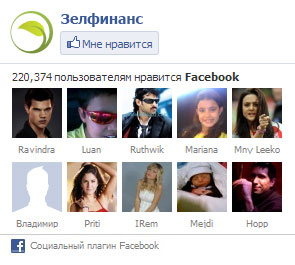 Зелфинанс
Мне нравится
220,374 пользователям нравится Facebook
Ravindra Luan Ruthwik Mariana Mny Leeko
Владимир Priti IRem Mejdi Hopp
Социальный плагин Facebook